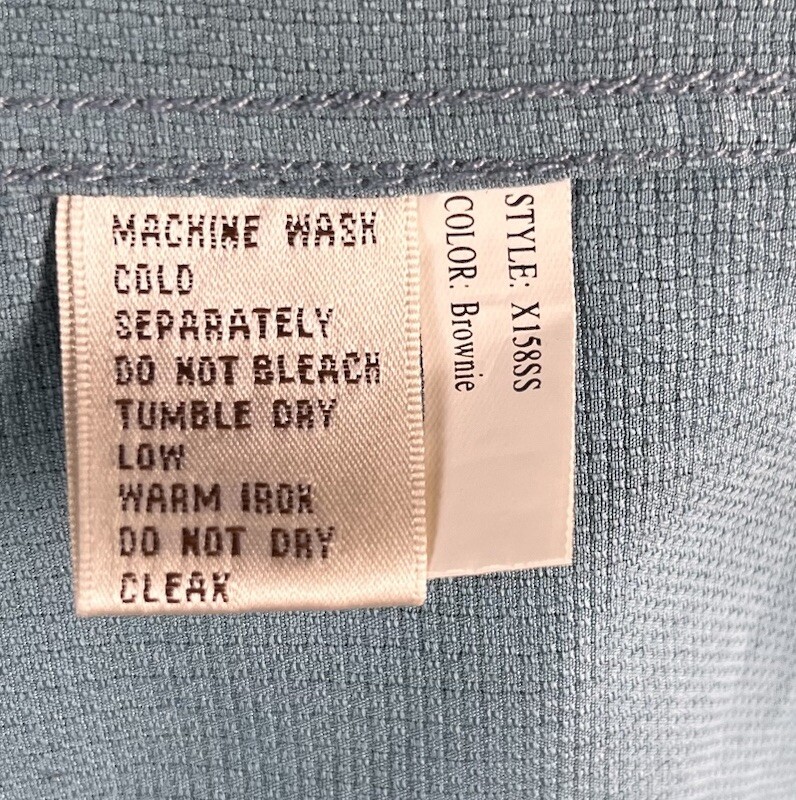 MACHINE WASH
COLD
SEPARATELY
DO NOT BLEACH
TUMBLE DRY
LOW
WARM IRON
DO NOT DRY
CLEAN
STYLE: X158SS
COLOR: Brownie